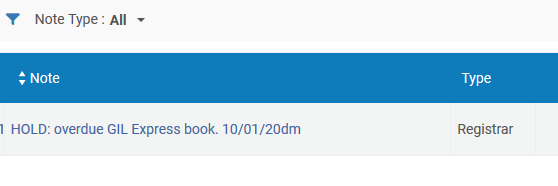 Note Type : All
Note Type
1 HOLD: overdue GIL Express book. 10/01/20dm Registrar